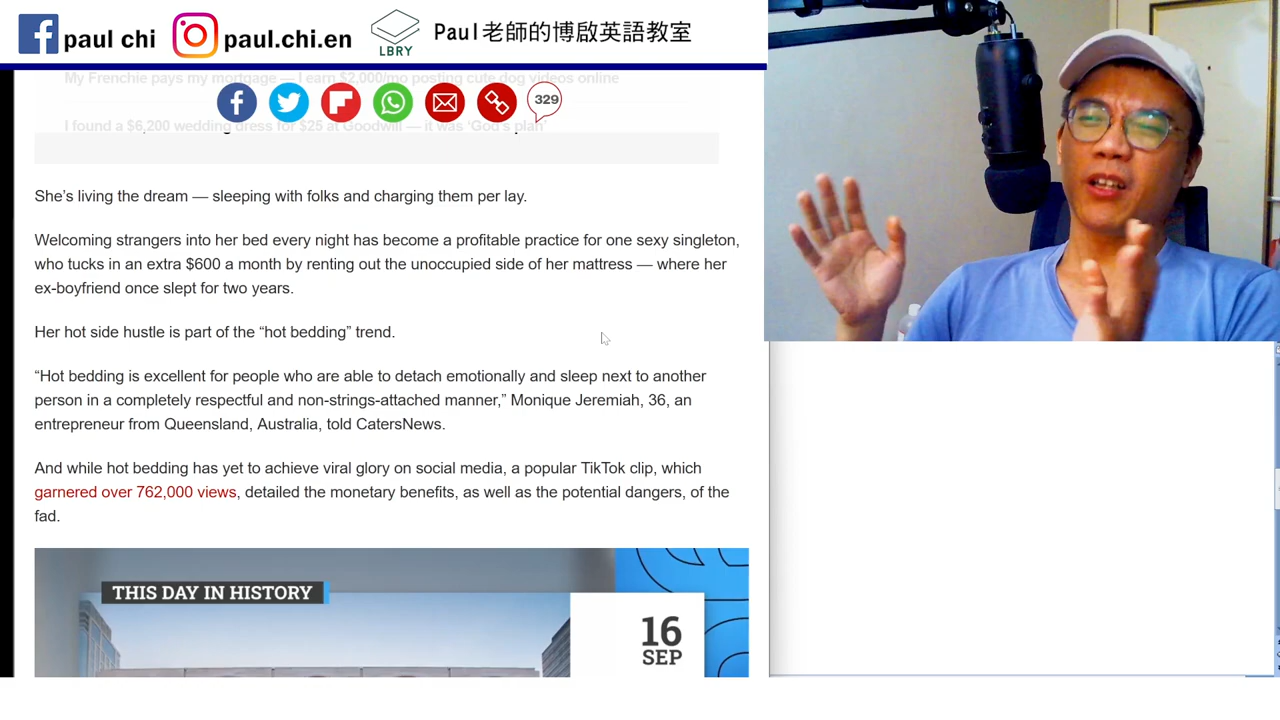 paul chi
paul.chi.en
LBRY
Paul老師的博啟英語教室
My Frenchie pays my mortgage — I earn $2,000/mo posting cute dog videos online
329
I found a $6,200 wedding dress for $25 at Goodwill — it was 'God's plan'
She's living the dream — sleeping with folks and charging them per lay.
Welcoming strangers into her bed every night has become a profitable practice for one sexy singleton,
who tucks in an extra $600 a month by renting out the unoccupied side of her mattress — where her
ex-boyfriend once slept for two years.
Her hot side hustle is part of the “hot bedding” trend.
“Hot bedding is excellent for people who are able to detach emotionally and sleep next to another
person in a completely respectful and non-strings-attached manner,” Monique Jeremiah, 36, an
entrepreneur from Queensland, Australia, told CatersNews.
And while hot bedding has yet to achieve viral glory on social media, a popular TikTok clip, which
garnered over 762,000 views, detailed the monetary benefits, as well as the potential dangers, of the
fad.
THIS DAY IN HISTORY
16
SEP